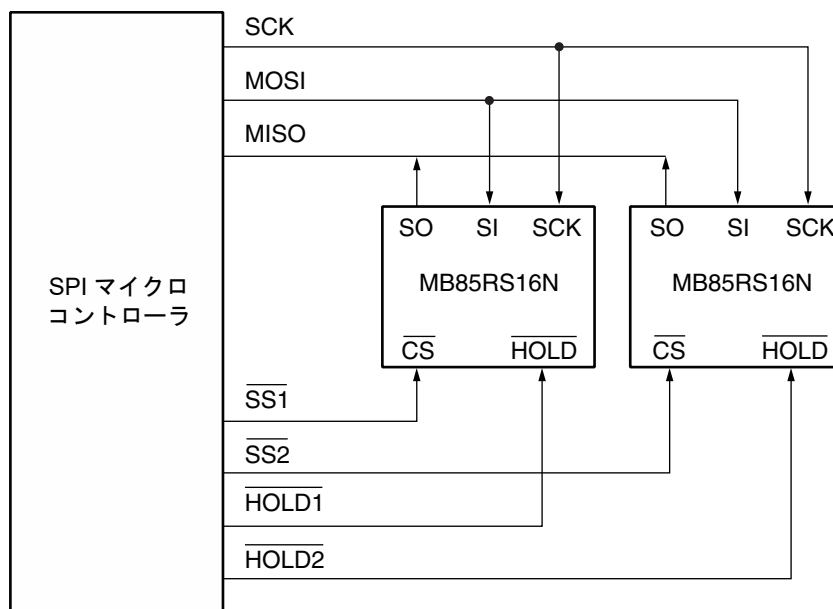 SCK
MOSI
MISO
SO SI SCK
SO SI SCK
SPI マイクロ
コントローラ
MB85RS16N
MB85RS16N
CS HOLD
CS HOLD
SS1
SS2
HOLD1
HOLD2